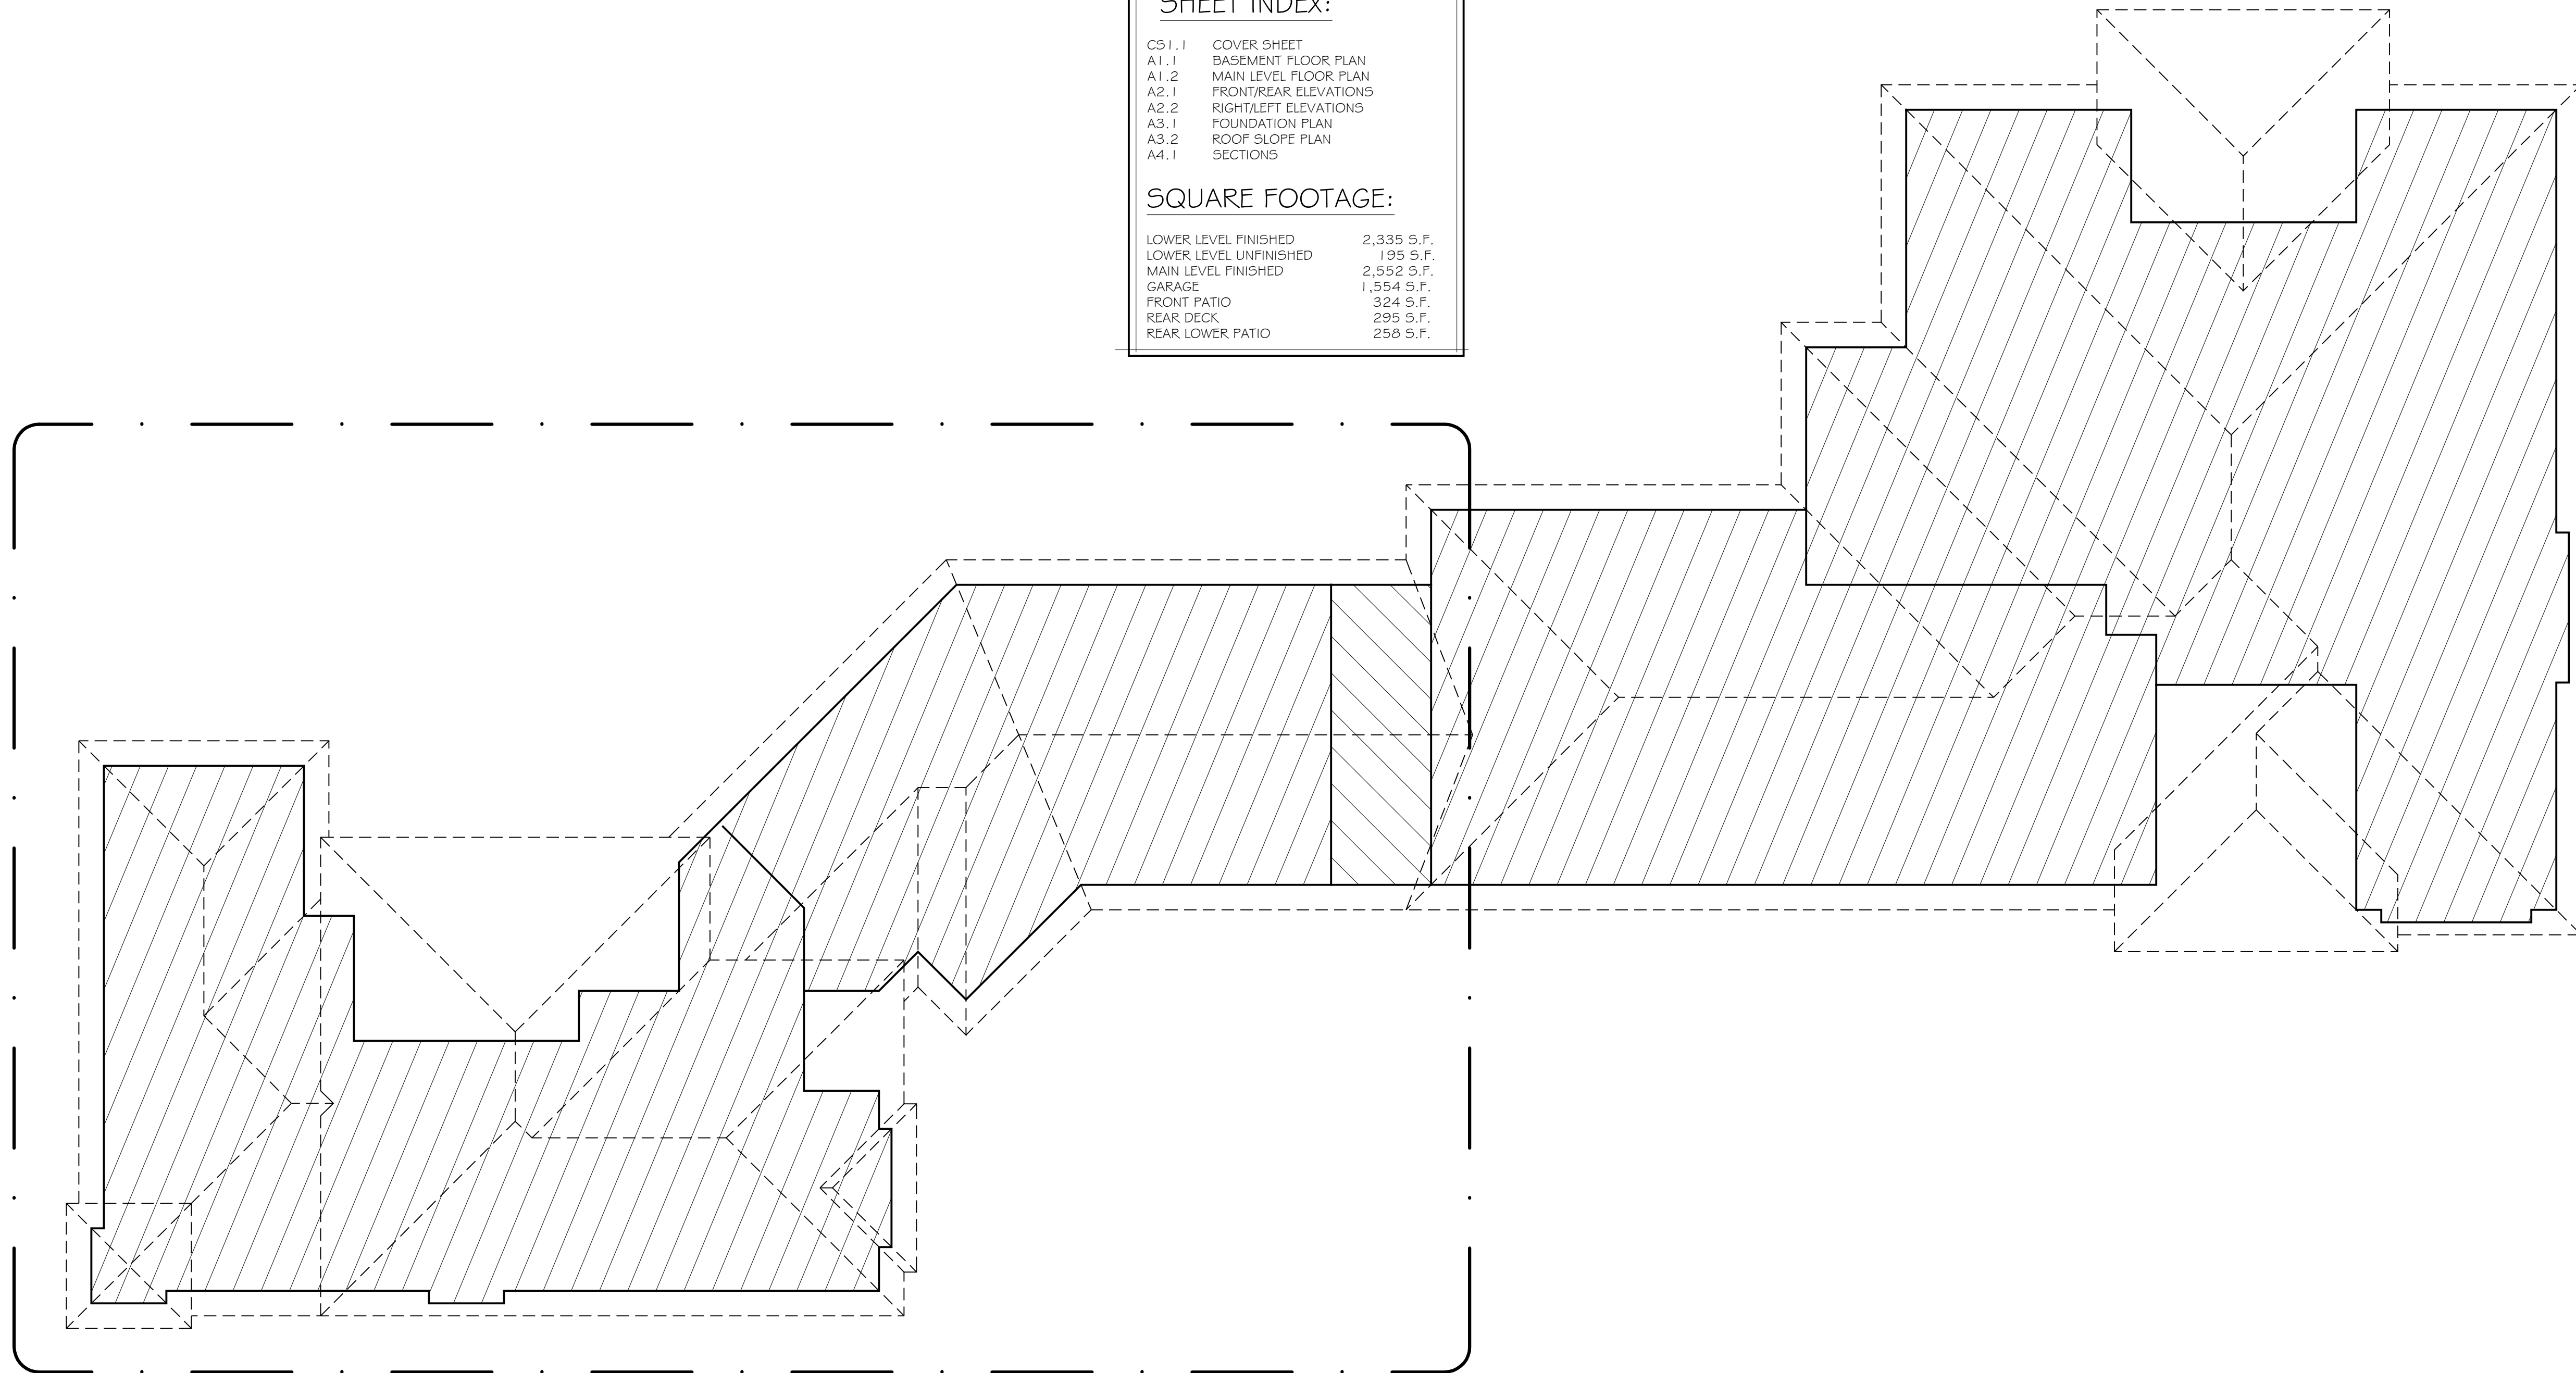 SHEET INDEX:
CS1.1 COVER SHEET
A1.1 BASEMENT FLOOR PLAN
A1.2 MAIN LEVEL FLOOR PLAN
A2.1 FRONT/REAR ELEVATIONS
A2.2 RIGHT/LEFT ELEVATIONS
A3.1 FOUNDATION PLAN
A3.2 ROOF SLOPE PLAN
A4.1 SECTIONS
SQUARE FOOTAGE:
LOWER LEVEL FINISHED 2,335 S.F.
LOWER LEVEL UNFINISHED 195 S.F.
MAIN LEVEL FINISHED 2,552 S.F.
GARAGE 1,554 S.F.
FRONT PATIO 324 S.F.
REAR DECK 295 S.F.
REAR LOWER PATIO 258 S.F.